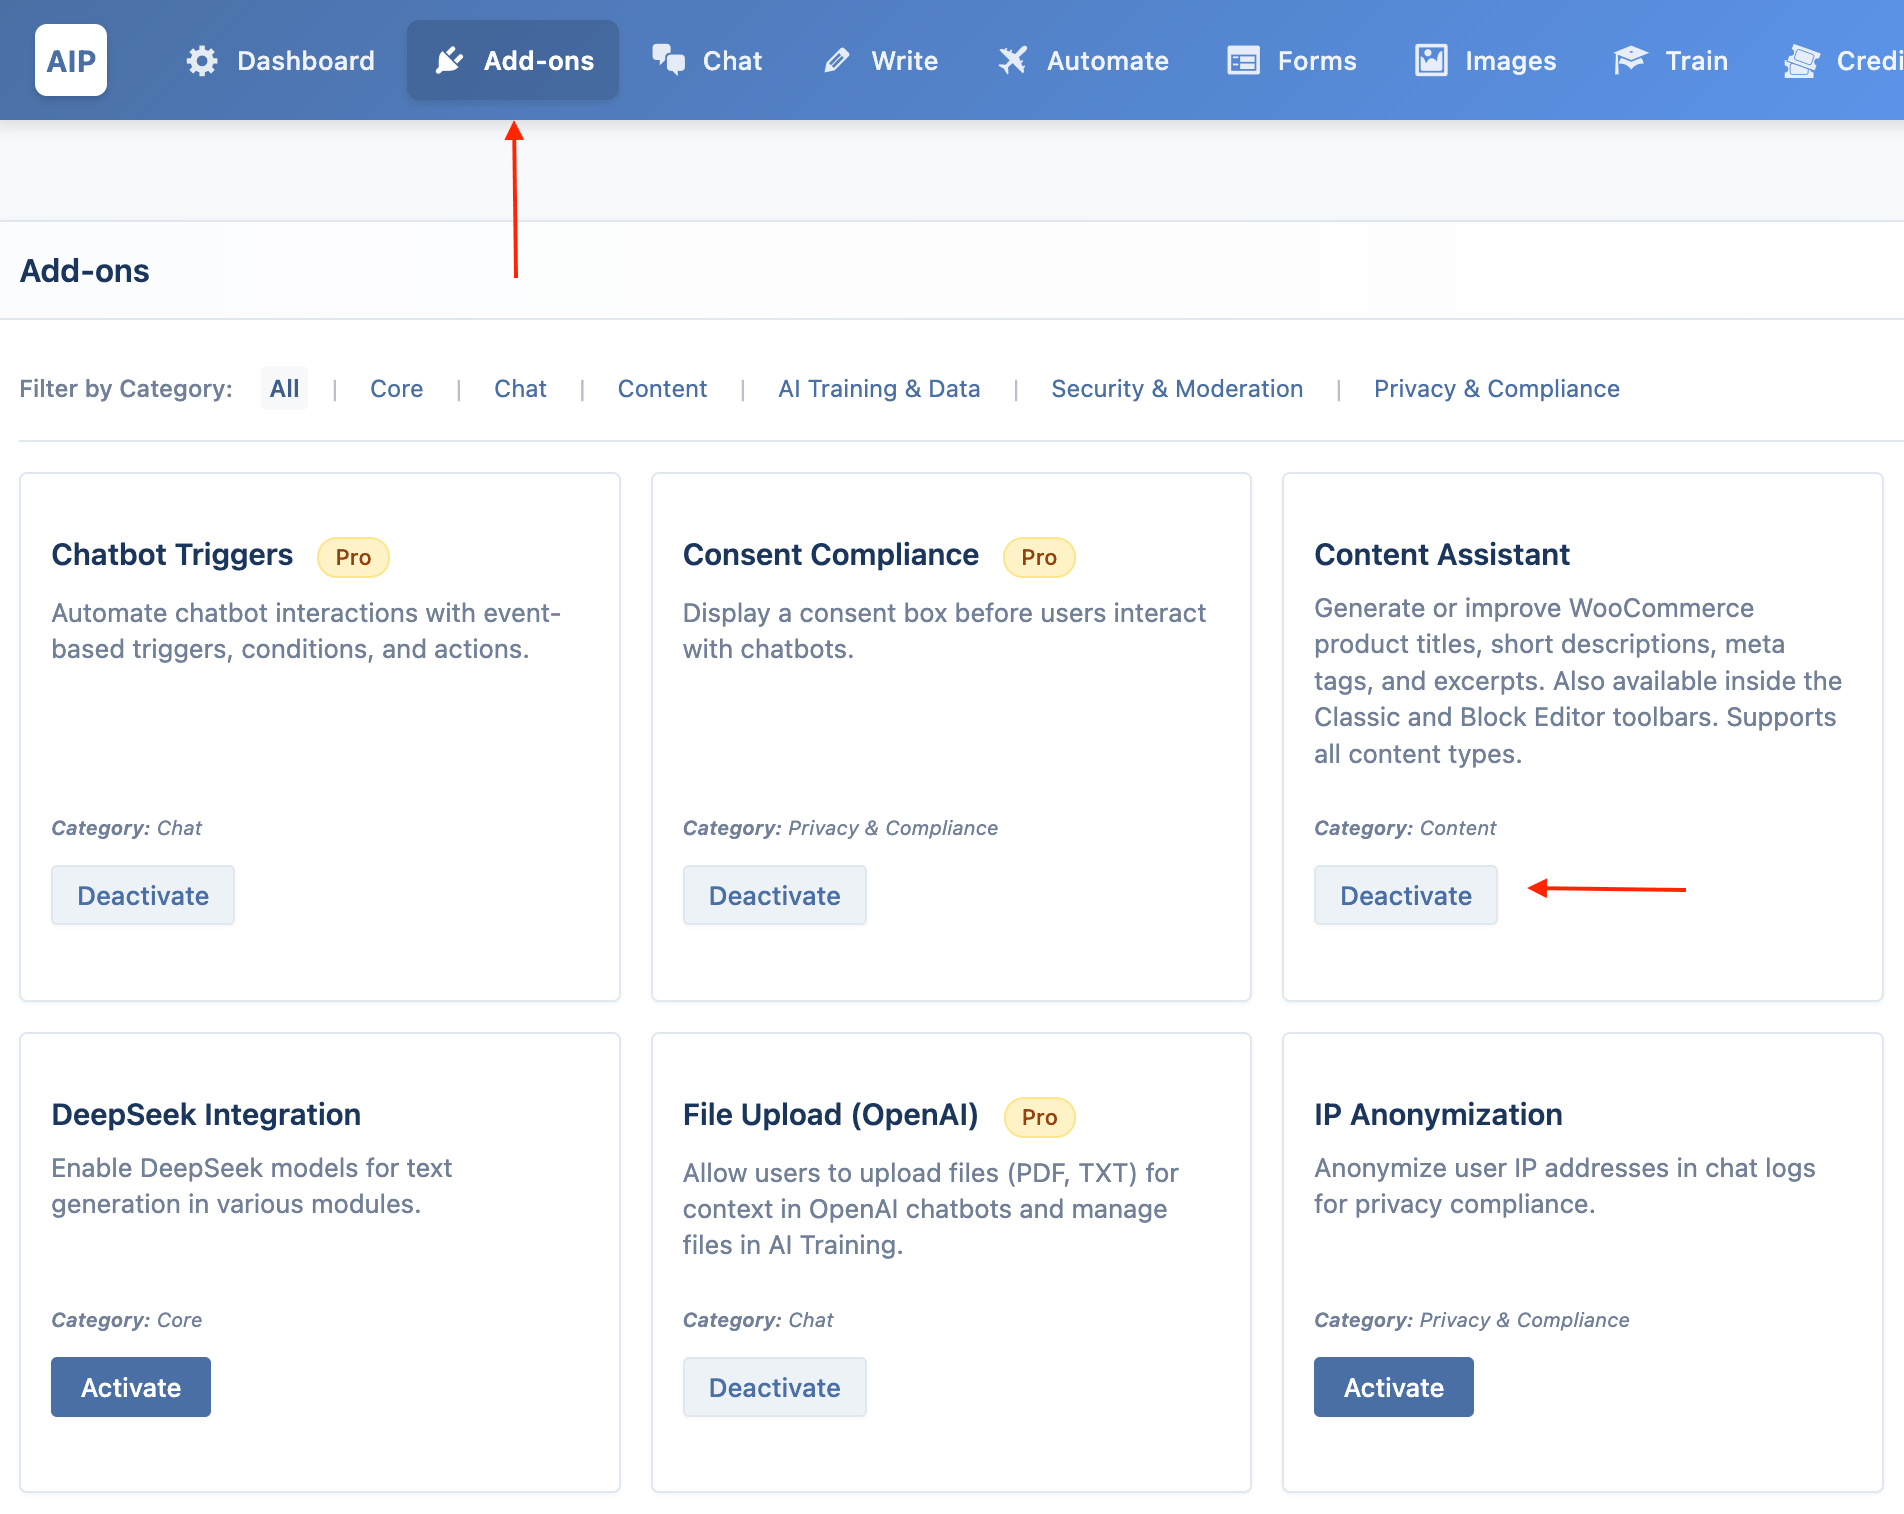 AIP
Dashboard
Add-ons
Chat
Write
Automate
Forms
Images
Train
Add-ons
Filter by Category: All | Core | Chat | Content | AI Training & Data | Security & Moderation | Privacy & Compliance
Chatbot Triggers Pro
Automate chatbot interactions with event-
based triggers, conditions, and actions.
Category: Chat
Deactivate
Consent Compliance Pro
Display a consent box before users interact
with chatbots.
Category: Privacy & Compliance
Deactivate
Content Assistant
Generate or improve WooCommerce
product titles, short descriptions, meta
tags, and excerpts. Also available inside the
Classic and Block Editor toolbars. Supports
all content types.
Category: Content
Deactivate
DeepSeek Integration
Enable DeepSeek models for text
generation in various modules.
Category: Core
Activate
File Upload (OpenAI) Pro
Allow users to upload files (PDF, TXT) for
context in OpenAI chatbots and manage
files in AI Training.
Category: Chat
Deactivate
IP Anonymization
Anonymize user IP addresses in chat logs
for privacy compliance.
Category: Privacy & Compliance
Activate